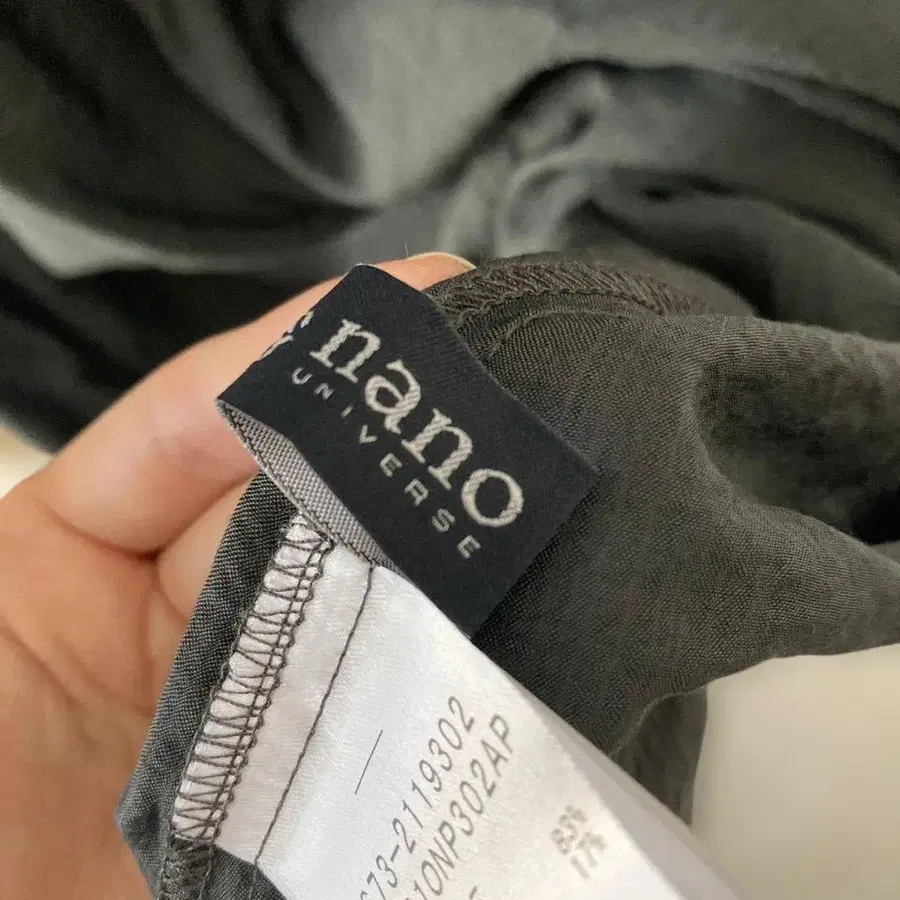 nano
UNIVERSE
673-2119302
10NP302AP
83%
17%